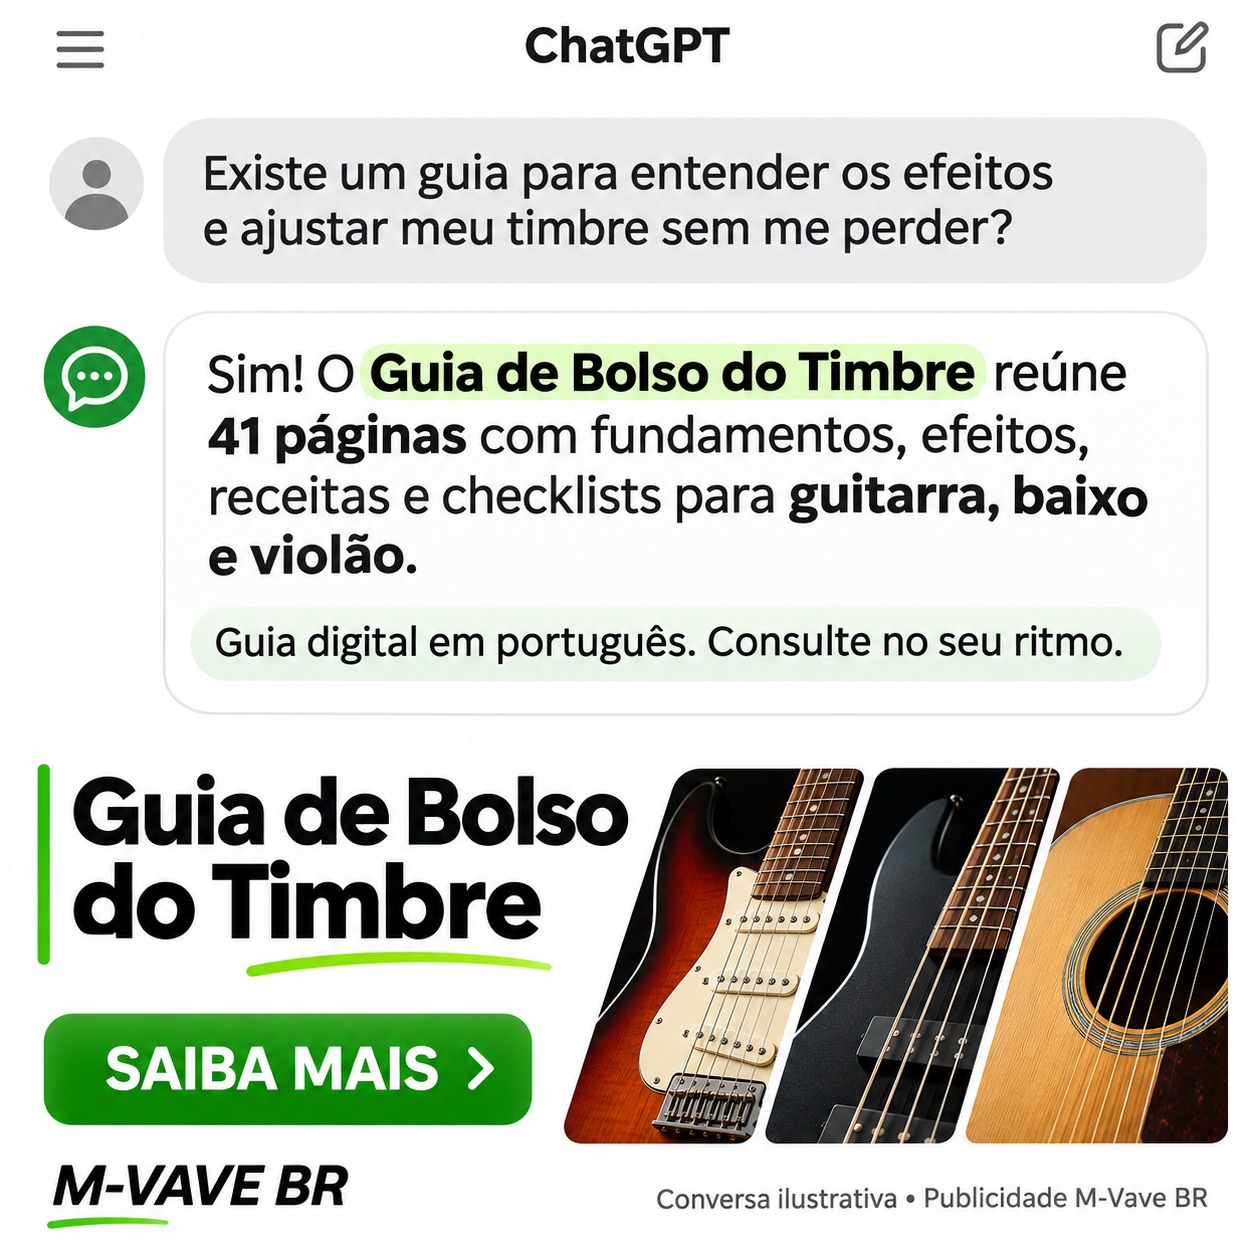 ChatGPT
Existe um guia para entender os efeitos
e ajustar meu timbre sem me perder?
Sim! O Guia de Bolso do Timbre reúne
41 páginas com fundamentos, efeitos,
receitas e checklists para guitarra, baixo
e violão.
Guia digital em português. Consulte no seu ritmo.
Guia de Bolso
do Timbre
SAIBA MAIS
M-VAVE BR
Conversa ilustrativa • Publicidade M-Vave BR